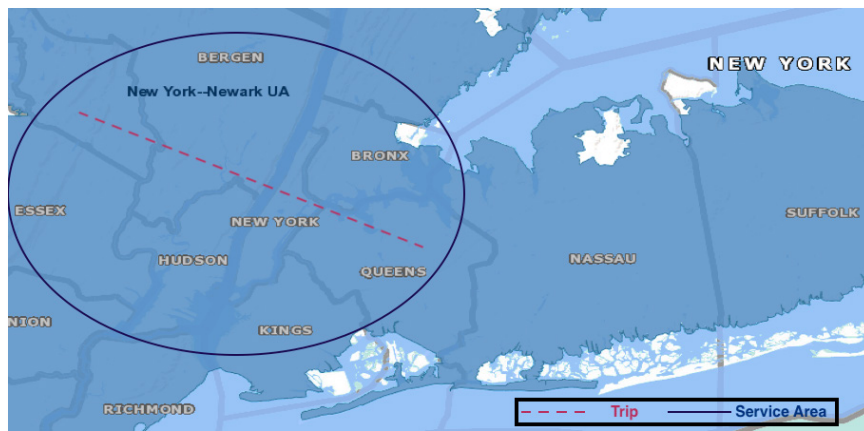 BERGEN
NEW YORK
New York--Newark UA
BRONX
ESSEX
NEW YORK
SUFFOLK
HUDSON
QUEENS
NASSAU
NION
KINGS
RICHMOND
Trip
Service Area